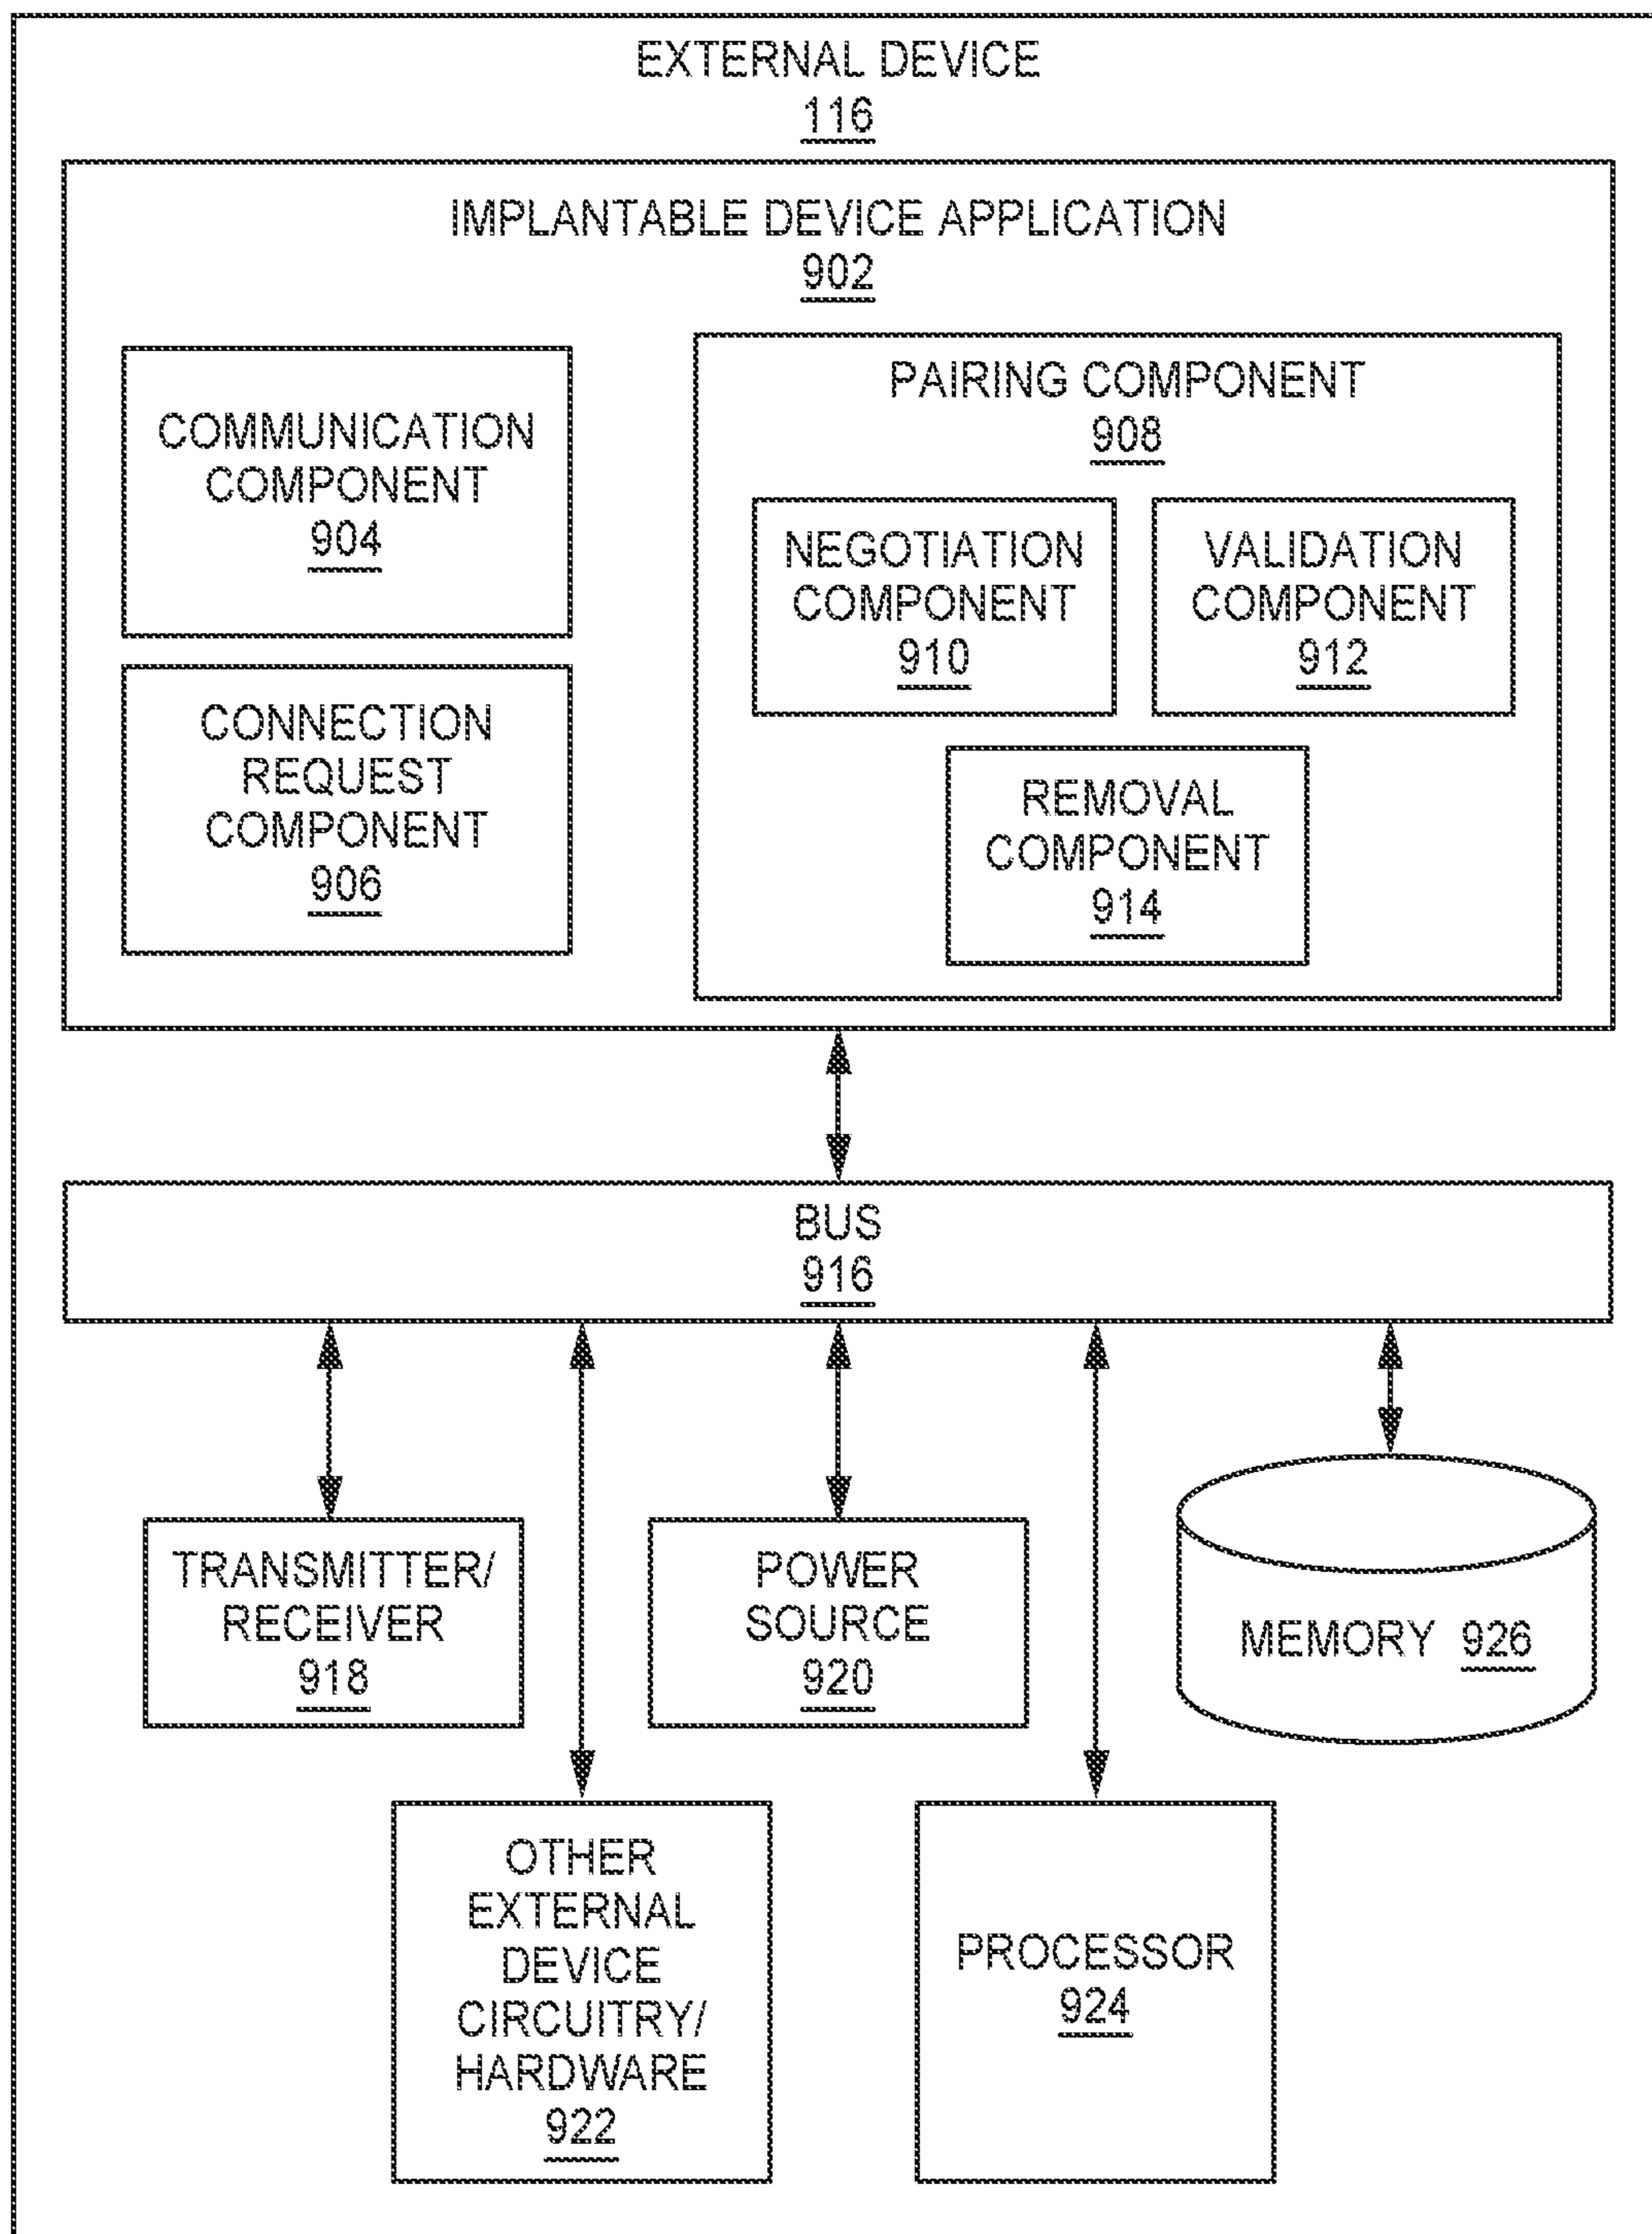 EXTERNAL DEVICE
116
IMPLANTABLE DEVICE APPLICATION
902
COMMUNICATION
COMPONENT
904
CONNECTION
REQUEST
COMPONENT
906
PAIRING COMPONENT
908
NEGOTIATION
COMPONENT
910
VALIDATION
COMPONENT
912
REMOVAL
COMPONENT
914
BUS
916
TRANSMITTER/
RECEIVER
918
POWER
SOURCE
920
MEMORY 926
OTHER
EXTERNAL
DEVICE
CIRCUITRY/
HARDWARE
922
PROCESSOR
924